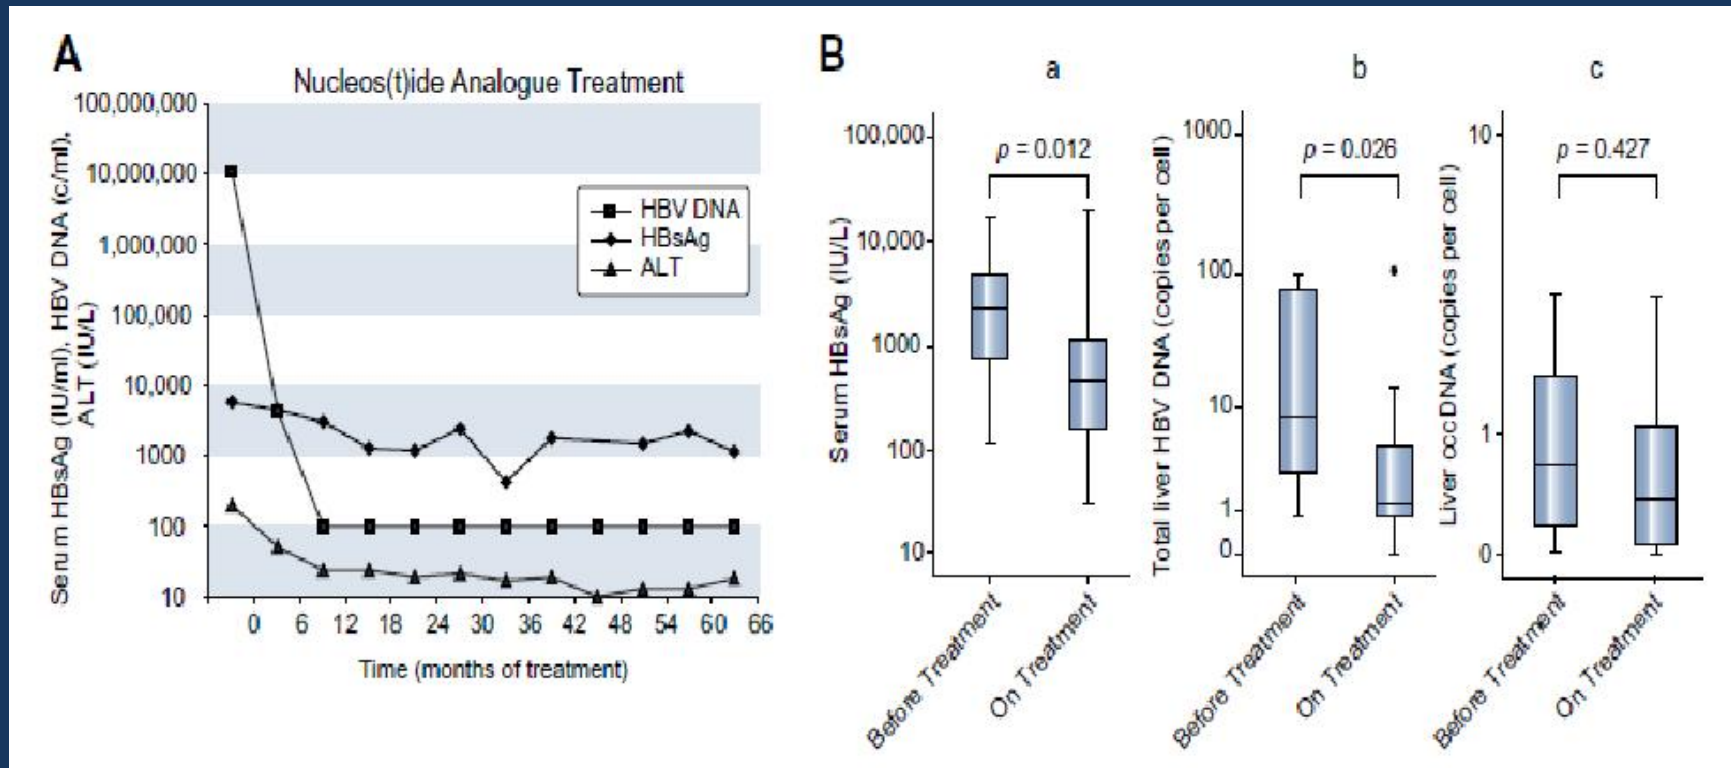 A
Nucleos(t)ide Analogue Treatment
Serum HBsAg (IU/ml), HBV DNA (c/ml),
ALT (IU/L)
100,000,000
10,000,000
1,000,000
100,000
10,000
1000
100
10
HBV DNA
HBsAg
ALT
0 6 12 18 24 30 36 42 48 54 60 66
Time (months of treatment)
B
a
Serum HBsAg (IU/L)
100,000
10,000
1000
100
10
p = 0.012
Before Treatment
On Treatment
b
Total liver HBV DNA (copies per cell)
1000
100
10
1
0
p = 0.026
Before Treatment
On Treatment
c
Liver cccDNA (copies per cell)
10
1
0
p = 0.427
Before Treatment
On Treatment